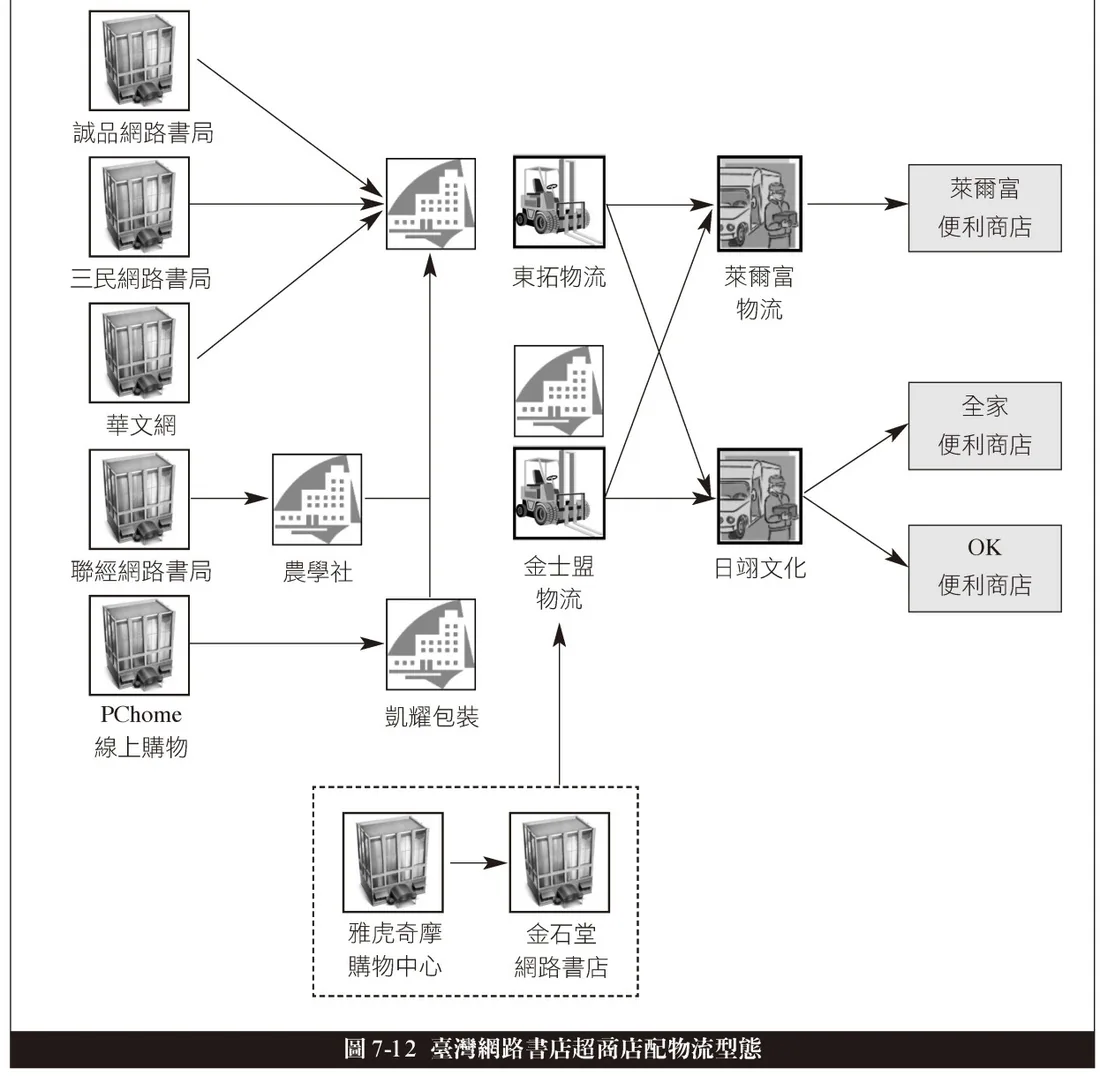 誠品網路書局
三民網路書局
華文網
聯經網路書局
PChome
線上購物
農學社
凱耀包裝
東拓物流
金士盟
物流
萊爾富
物流
日翊文化
萊爾富
便利商店
全家
便利商店
OK
便利商店
雅虎奇摩
購物中心
金石堂
網路書店
圖 7-12 臺灣網路書店超商店配物流型態